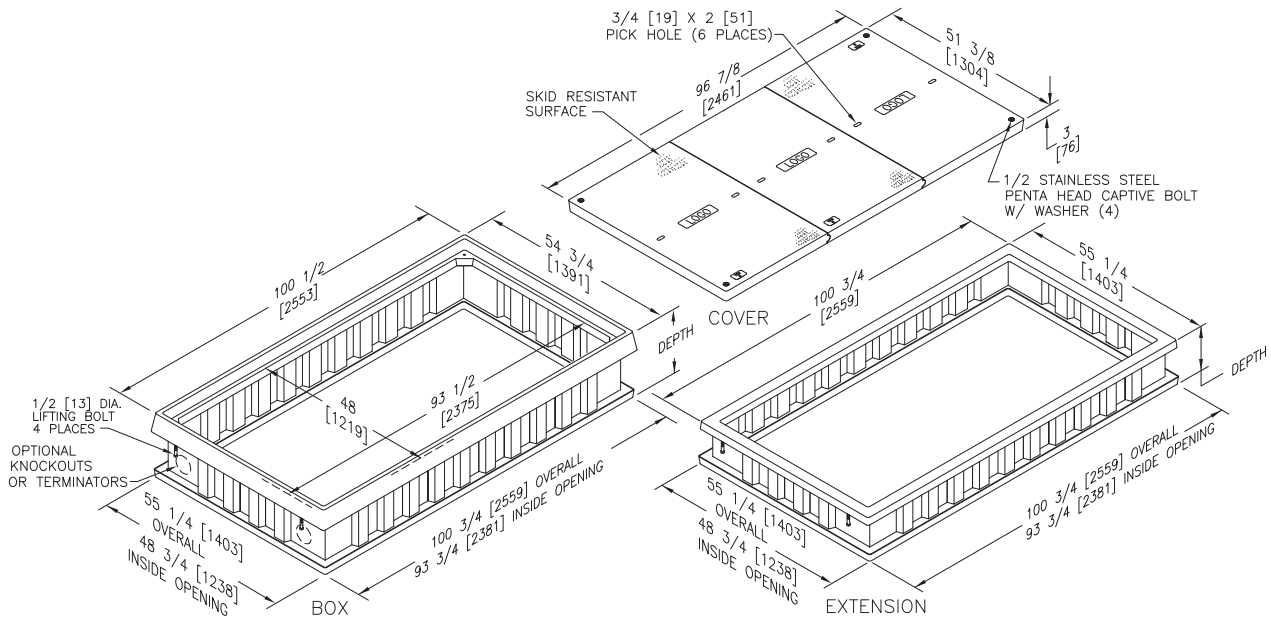 3/4 [19] X 2 [51]
PICK HOLE (6 PLACES)
51 3/8
[1304]
96 7/8
[2461]
SKID RESISTANT
SURFACE
LOGO
LOGO
LOGO
3
[76]
1/2 STAINLESS STEEL
PENTA HEAD CAPTIVE BOLT
W/ WASHER (4)
COVER
100 1/2
[2553]
54 3/4
[1391]
DEPTH
48
[1219]
93 1/2
[2375]
1/2 [13] DIA.
LIFTING BOLT
4 PLACES
OPTIONAL
KNOCKOUTS
OR TERMINATORS
55 1/4 [1403]
OVERALL
48 3/4 [1238]
INSIDE OPENING
100 3/4 [2559] OVERALL
93 3/4 [2381] INSIDE OPENING
BOX
100 3/4
[2559]
55 1/4
[1403]
DEPTH
55 1/4 [1403]
OVERALL
48 3/4 [1238]
INSIDE OPENING
100 3/4 [2559] OVERALL
93 3/4 [2381] INSIDE OPENING
EXTENSION